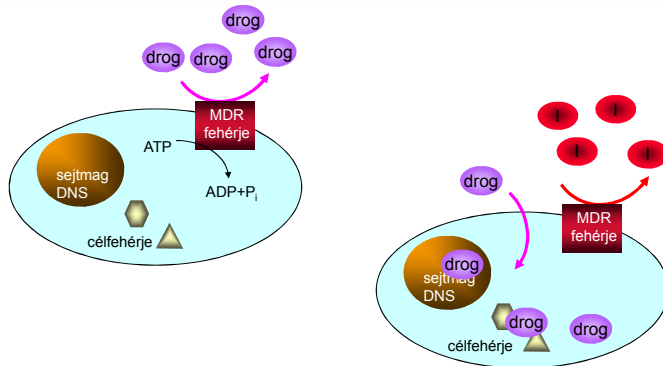 drog
drog
drog
drog
MDR
fehérje
ATP
sejtmag
DNS
ADP+Pi
célfehérje
I
I
I
I
drog
MDR
fehérje
drog
sejtmag
DNS
drog
drog
célfehérje